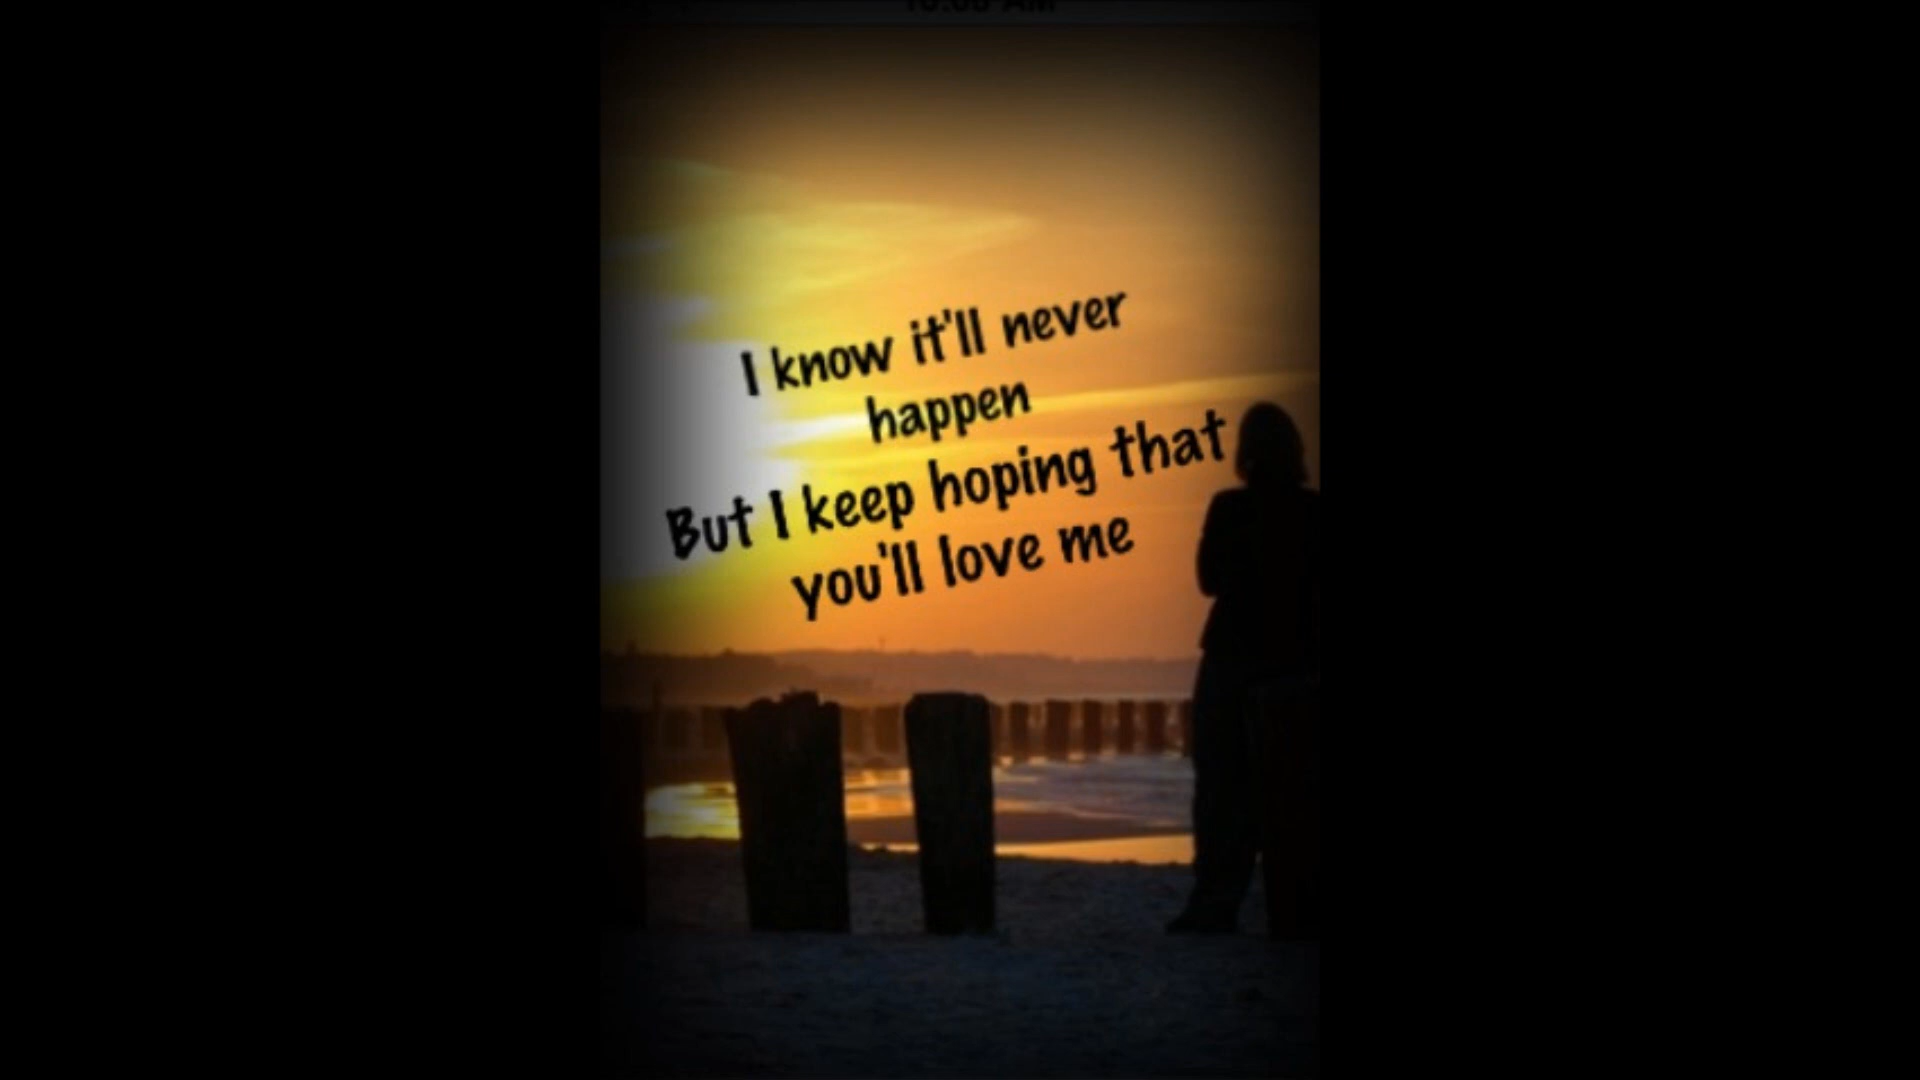 I know it'll never
happen
But I keep hoping that
you'll love me